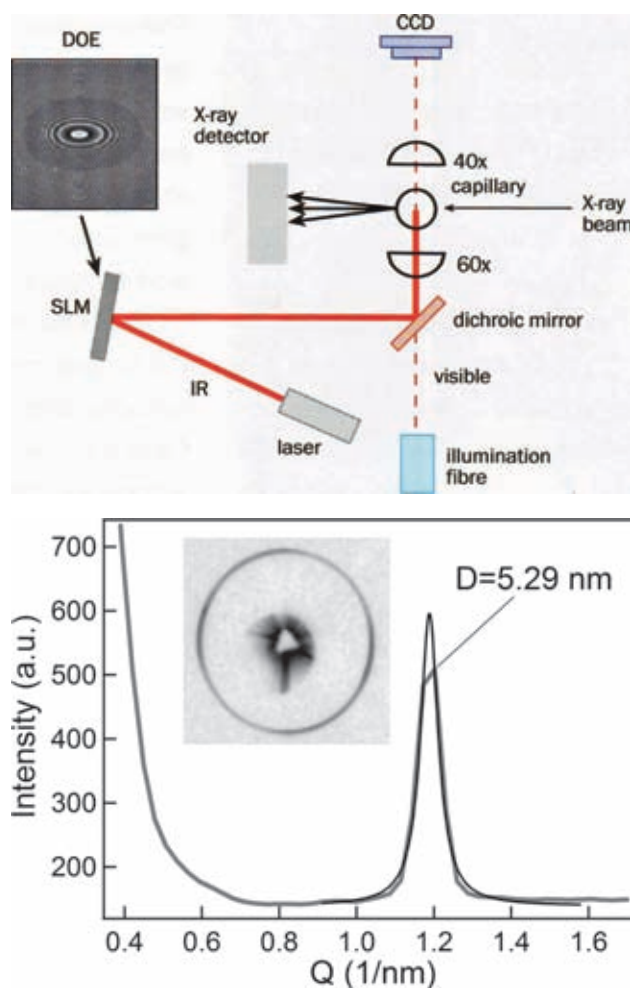 DOE
CCD
X-ray
detector
40x
capillary
X-ray
beam
60x
SLM
dichroic mirror
IR
visible
laser
illumination
fibre
700
600
500
400
300
200
Intensity (a.u.)
D=5.29 nm
0.4 0.6 0.8 1.0 1.2 1.4 1.6
Q (1/nm)